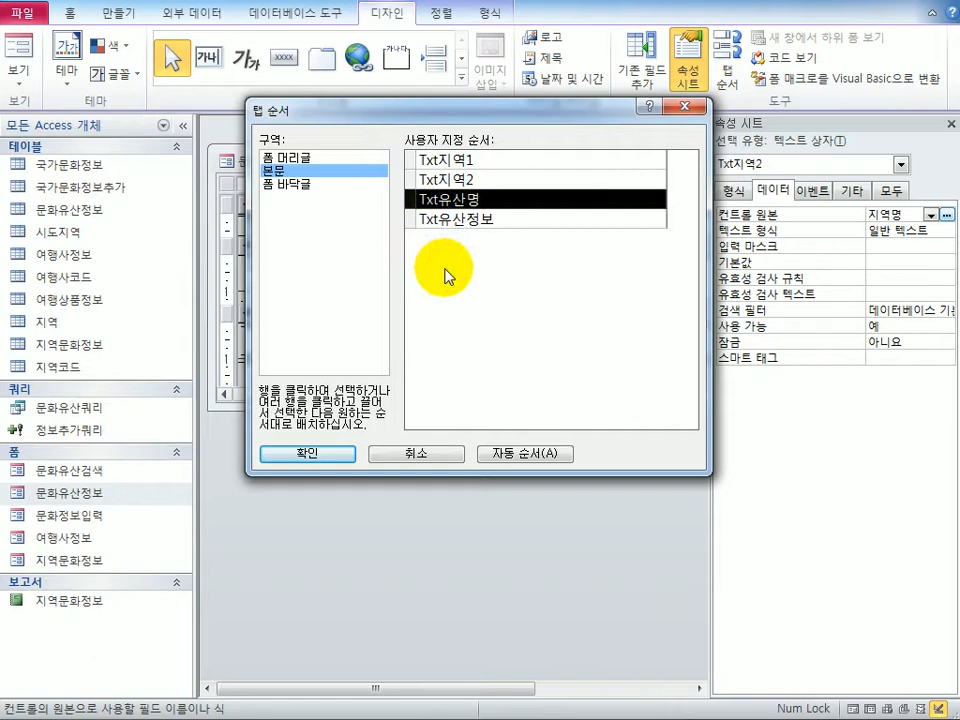 파일 홈 만들기 외부 데이터 데이터베이스 도구 디자인 정렬 형식
보기
보기
가가
테마
색
가 글꼴
테마
가나
가가
xxxx
가나다
이미지
삽입
로고
제목
날짜 및 시간
기존 필드
추가
속성
시트
탭
순서
새 창에서 하위 폼 보기
코드 보기
폼 매크로를 Visual Basic으로 변환
도구
모든 Access 개체
테이블
국가문화정보
국가문화정보추가
문화유산정보
시도지역
여행사정보
여행사코드
여행상품정보
지역
지역문화정보
지역코드
쿼리
문화유산쿼리
정보추가쿼리
폼
문화유산검색
문화유산정보
문화정보입력
여행사정보
지역문화정보
보고서
지역문화정보
탭 순서
구역:
폼 머리글
본문
폼 바닥글
사용자 지정 순서:
Txt지역1
Txt지역2
Txt유산명
Txt유산정보
행을 클릭하여 선택하거나
여러 행을 클릭하고 끌어
서 선택한 다음 원하는 순
서대로 배치하십시오.
확인 취소 자동 순서(A)
속성 시트
선택 유형: 텍스트 상자(T)
Txt지역2
형식 데이터 이벤트 기타 모두
컨트롤 원본 지역명
텍스트 형식 일반 텍스트
입력 마스크
기본값
유효성 검사 규칙
유효성 검사 텍스트
검색 필터 데이터베이스 기
사용 가능 예
잠금 아니요
스마트 태그
컨트롤의 원본으로 사용할 필드 이름이나 식
Num Lock